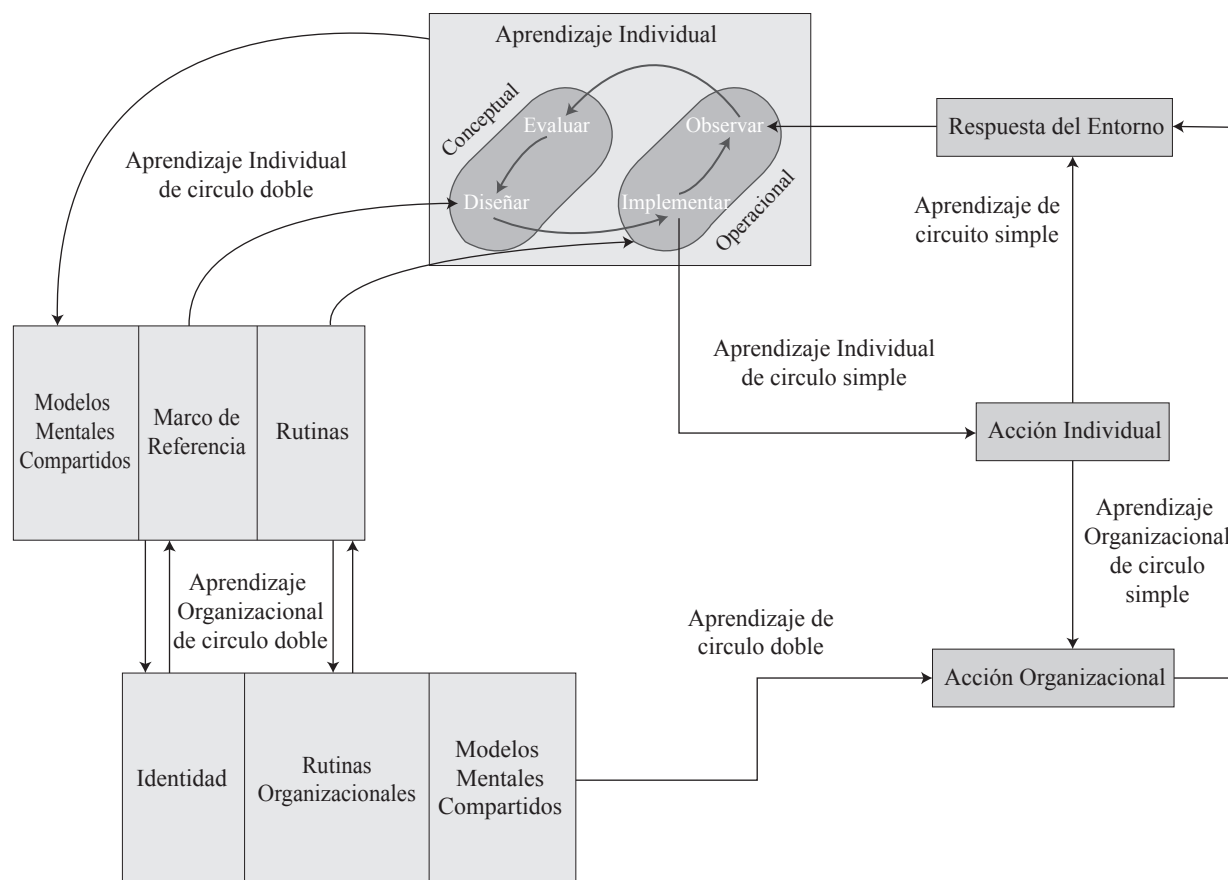 Aprendizaje Individual
Conceptual
Evaluar
Observar
Diseñar
Implementar
Operacional
Respuesta del Entorno
Aprendizaje Individual
de circulo doble
Aprendizaje de
circuito simple
Aprendizaje Individual
de circulo simple
Modelos
Mentales
Compartidos
Marco de
Referencia
Rutinas
Acción Individual
Aprendizaje
Organizacional
de circulo
simple
Aprendizaje
Organizacional
de circulo doble
Aprendizaje de
circulo doble
Acción Organizacional
Identidad
Rutinas
Organizacionales
Modelos
Mentales
Compartidos